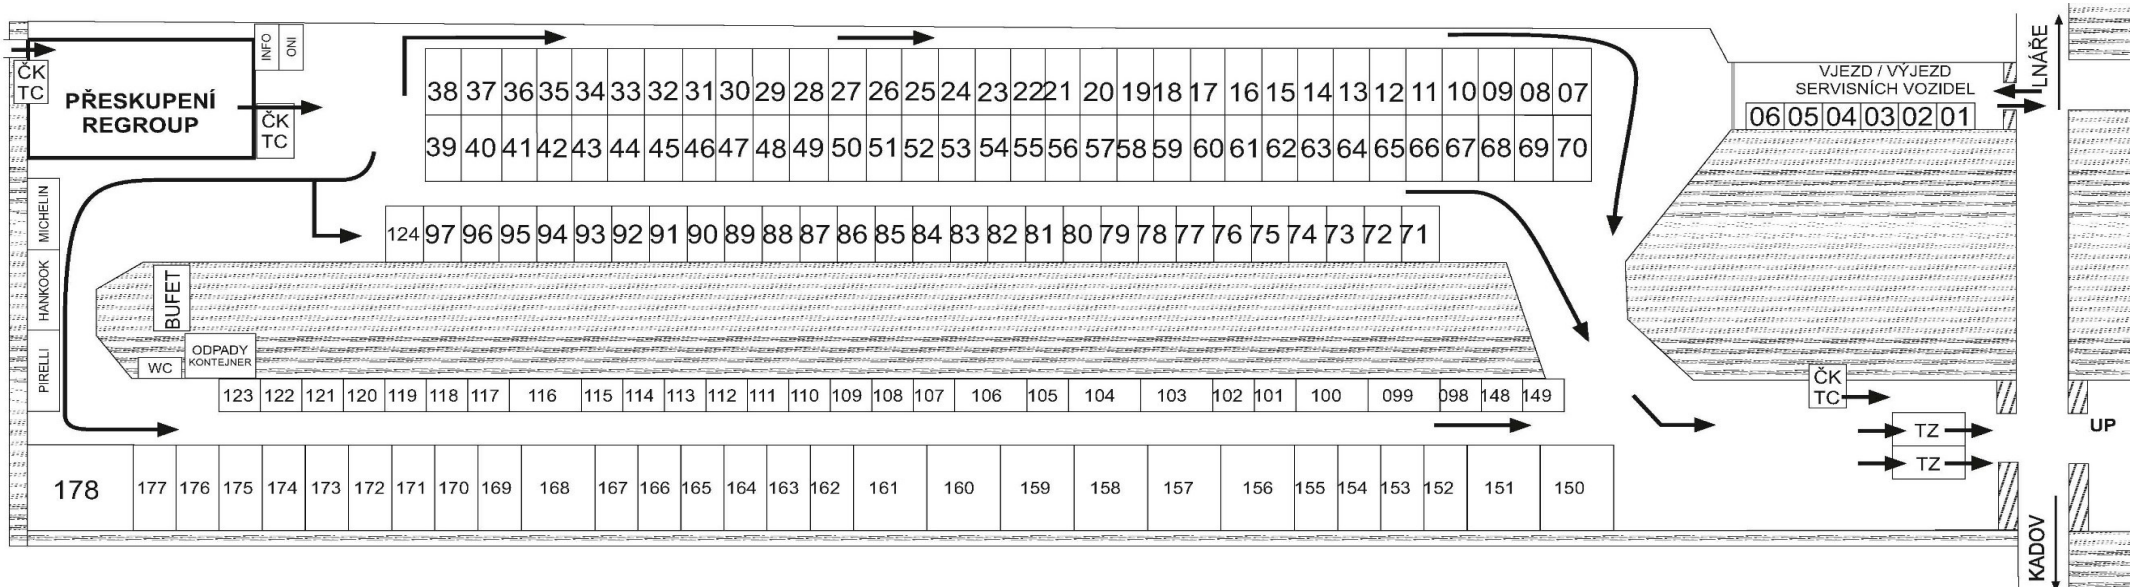 ČK
TC
PŘESKUPENÍ
REGROUP
INFO
ONI
ČK
TC
38 37 36 35 34 33 32 31 30 29 28 27 26 25 24 23 22 21 20 19 18 17 16 15 14 13 12 11 10 09 08 07
39 40 41 42 43 44 45 46 47 48 49 50 51 52 53 54 55 56 57 58 59 60 61 62 63 64 65 66 67 68 69 70
VJEZD / VÝJEZD
SERVISNÍCH VOZIDEL
06 05 04 03 02 01
LNÁŘE
MICHELIN
HANKOOK
PIRELLI
124 97 96 95 94 93 92 91 90 89 88 87 86 85 84 83 82 81 80 79 78 77 76 75 74 73 72 71
BUFET
WC
ODPADY
KONTEJNER
123 122 121 120 119 118 117 116 115 114 113 112 111 110 109 108 107 106 105 104 103 102 101 100 099 098 148 149
ČK
TC
TZ
TZ
UP
178 177 176 175 174 173 172 171 170 169 168 167 166 165 164 163 162 161 160 159 158 157 156 155 154 153 152 151 150
KADOV